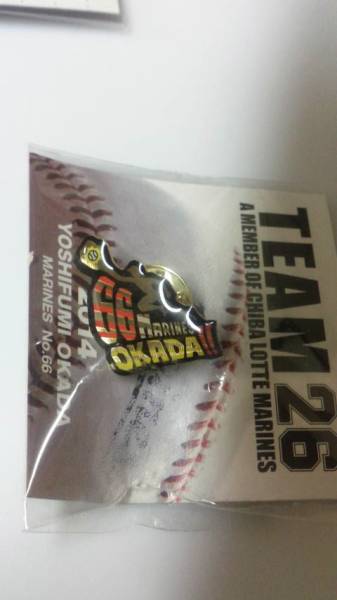 TEAM 26
A MEMBER OF CHIBA LOTTE MARINES
66
MARINES
OKADA
2014
YOSHIFUMI OKADA
MARINES No.66